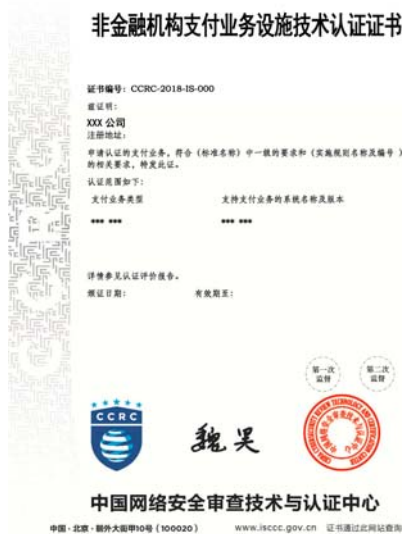 非金融机构支付业务设施技术认证证书
证书编号：CCRC-2018-IS-000
兹证明：
XXX 公司
注册地址：
申请认证的支付业务，符合（标准名称）中一级的要求和（实施规则名称及编号）
的相关要求，特发此证。
认证范围如下：
支付业务类型 支持支付业务的系统名称及版本
*** *** *** ***
详情参见认证评价报告。
颁证日期： 有效期至：
第一次
监督
第二次
监督
CCRC
魏昊
中国网络安全审查技术与认证中心
中国·北京·朝外大街甲10号（100020） www.isccc.gov.cn 证书通过此网站查询